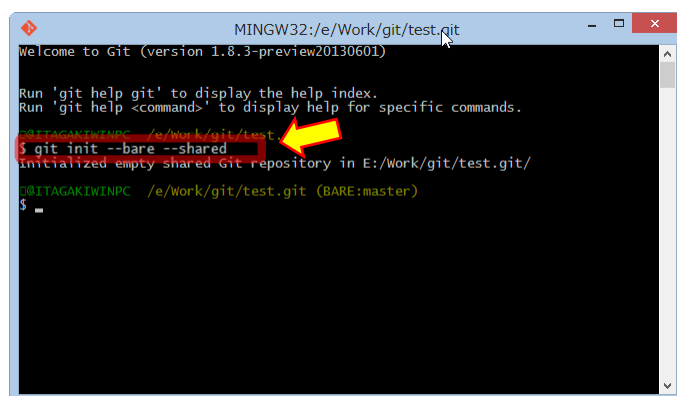 MINGW32:/e/Work/git/test.git
Welcome to Git (version 1.8.3-preview20130601)
Run 'git help git' to display the help index.
Run 'git help <command>' to display help for specific commands.
@ITAGAKIWINPC /e/Work/git/test.
$ git init --bare --shared
Initialized empty shared Git repository in E:/Work/git/test.git/
@ITAGAKIWINPC /e/Work/git/test.git (BARE:master)
$